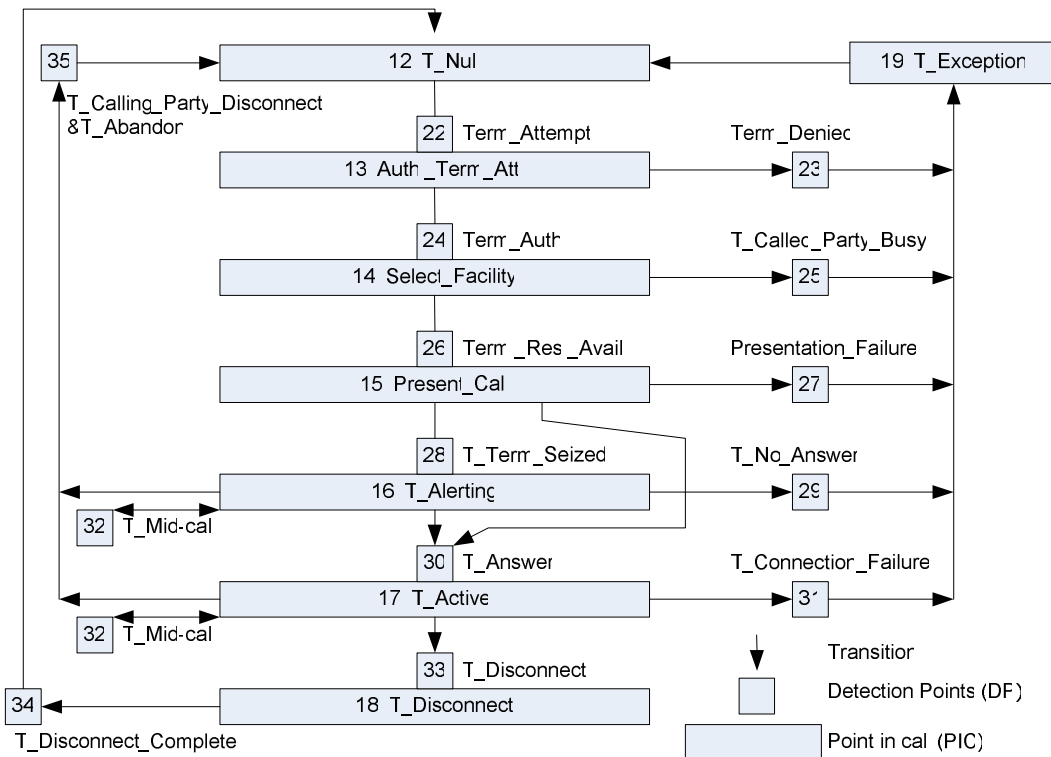 35
12 T_Nul
19 T_Exception
T_Calling_Party_Disconnect
&T_Abandon
22 Term_Attempt
Term_Denied
13 Auth_Term_Att
23
24 Term_Auth
T_Called_Party_Busy
14 Select_Facility
25
26 Term_Res_Avail
Presentation_Failure
15 Present_Cal
27
28 T_Term_Seized
T_No_Answer
16 T_Alerting
29
32 T_Mid-cal
30 T_Answer
T_Connection_Failure
17 T_Active
31
32 T_Mid-cal
33 T_Disconnect
Transition
34
18 T_Disconnect
Detection Points (DP)
T_Disconnect_Complete
Point in cal (PIC)